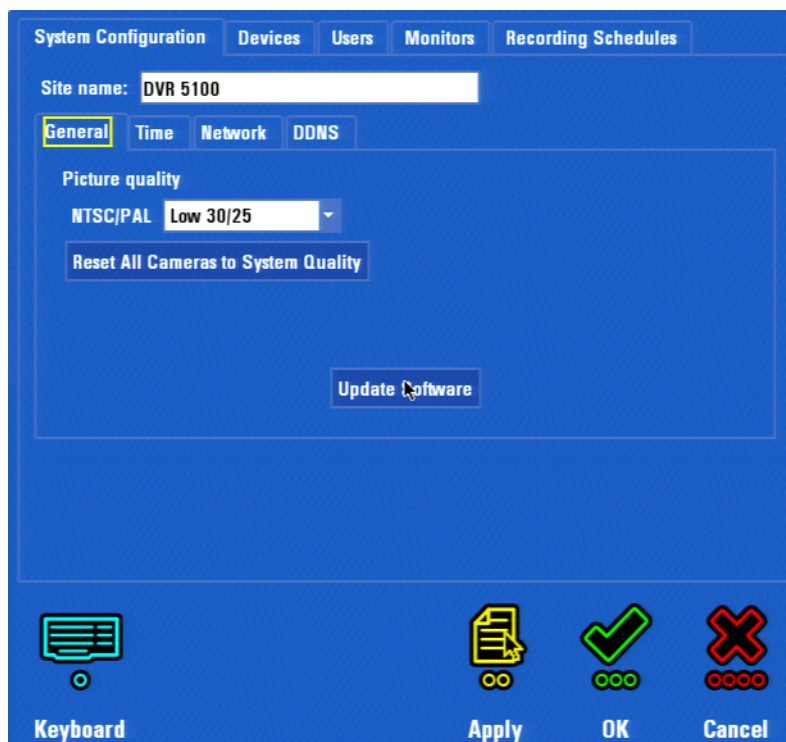 System Configuration Devices Users Monitors Recording Schedules
Site name: DVR 5100
General Time Network DDNS
Picture quality
NTSC/PAL Low 30/25
Reset All Cameras to System Quality
Update Software
Keyboard Apply OK Cancel